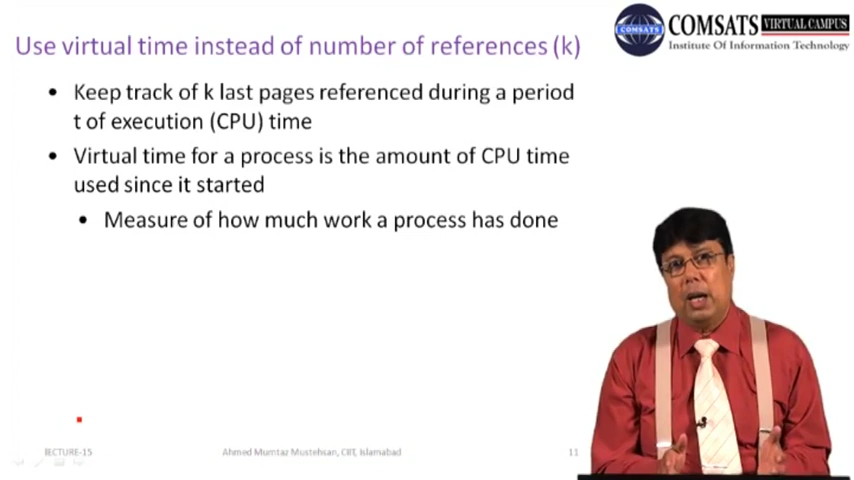 Use virtual time instead of number of references (k)
COMSATS
COMSATS VIRTUAL CAMPUS
Institute Of Information Technology
• Keep track of k last pages referenced during a period
t of execution (CPU) time
• Virtual time for a process is the amount of CPU time
used since it started
• Measure of how much work a process has done
LECTURE-15
Ahmed Mumtaz Mustehsan, CIIT, Islamabad
11